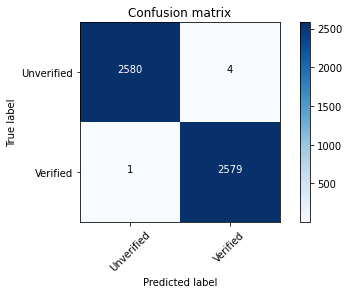 Confusion matrix
Unverified
Verified
True label
2580
4
1
2579
Unverified
Verified
Predicted label
2500
2000
1500
1000
500